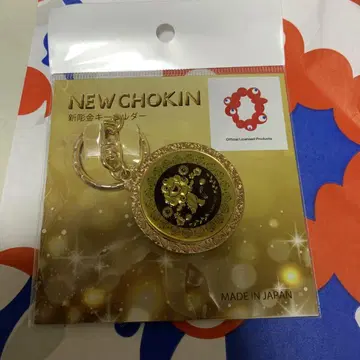 NEW CHOKIN
新彫金キーホルダー
Official Licensed Products
MADE IN JAPAN